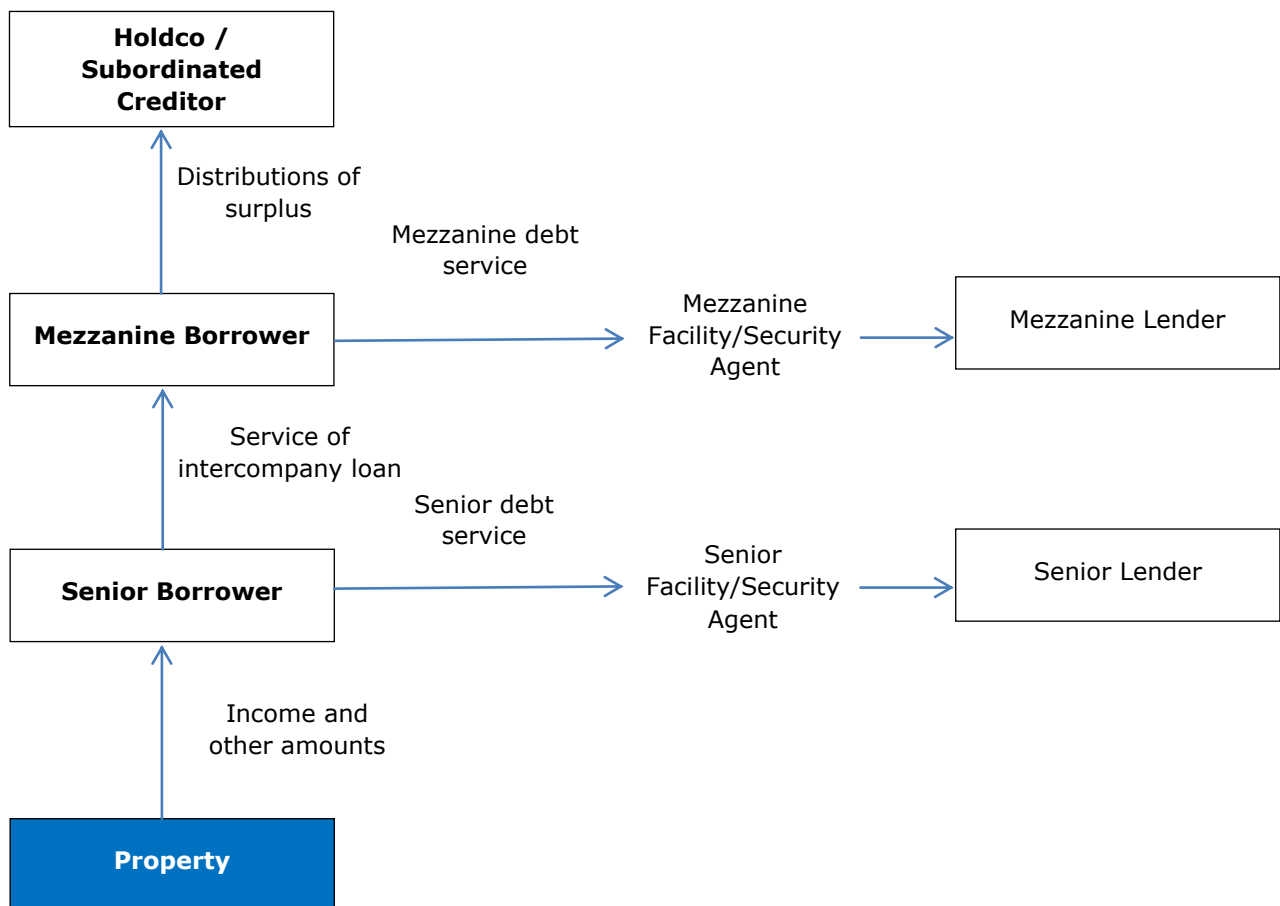 Holdco /
Subordinated
Creditor
Distributions of
surplus
Mezzanine debt
service
Mezzanine Borrower
Mezzanine
Facility/Security
Agent
Mezzanine Lender
Service of
intercompany loan
Senior debt
service
Senior Borrower
Senior
Facility/Security
Agent
Senior Lender
Income and
other amounts
Property